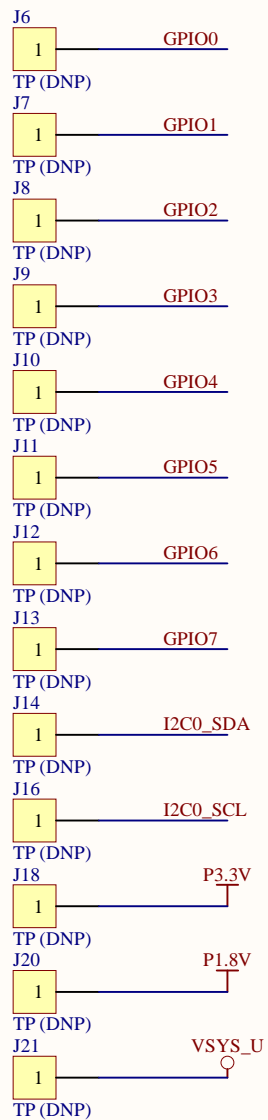 J6
1 GPIO0
TP (DNP)
J7
1 GPIO1
TP (DNP)
J8
1 GPIO2
TP (DNP)
J9
1 GPIO3
TP (DNP)
J10
1 GPIO4
TP (DNP)
J11
1 GPIO5
TP (DNP)
J12
1 GPIO6
TP (DNP)
J13
1 GPIO7
TP (DNP)
J14
1 I2C0_SDA
TP (DNP)
J16
1 I2C0_SCL
TP (DNP)
J18
1 P3.3V
TP (DNP)
J20
1 P1.8V
TP (DNP)
J21
1 VSYS_U
TP (DNP)